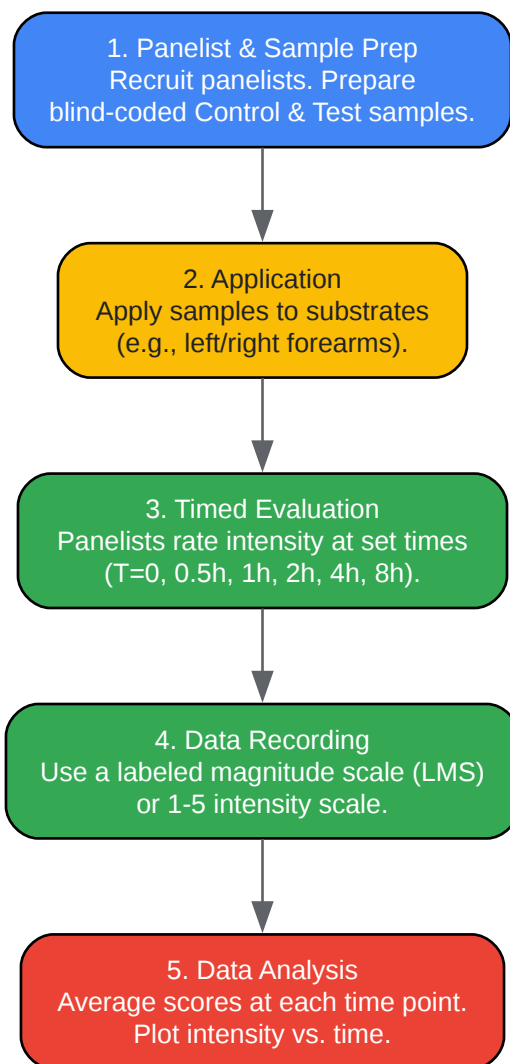 1. Panelist & Sample Prep
Recruit panelists. Prepare
blind-coded Control & Test samples.
2. Application
Apply samples to substrates
(e.g., left/right forearms).
3. Timed Evaluation
Panelists rate intensity at set times
(T=0, 0.5h, 1h, 2h, 4h, 8h).
4. Data Recording
Use a labeled magnitude scale (LMS)
or 1-5 intensity scale.
5. Data Analysis
Average scores at each time point.
Plot intensity vs. time.